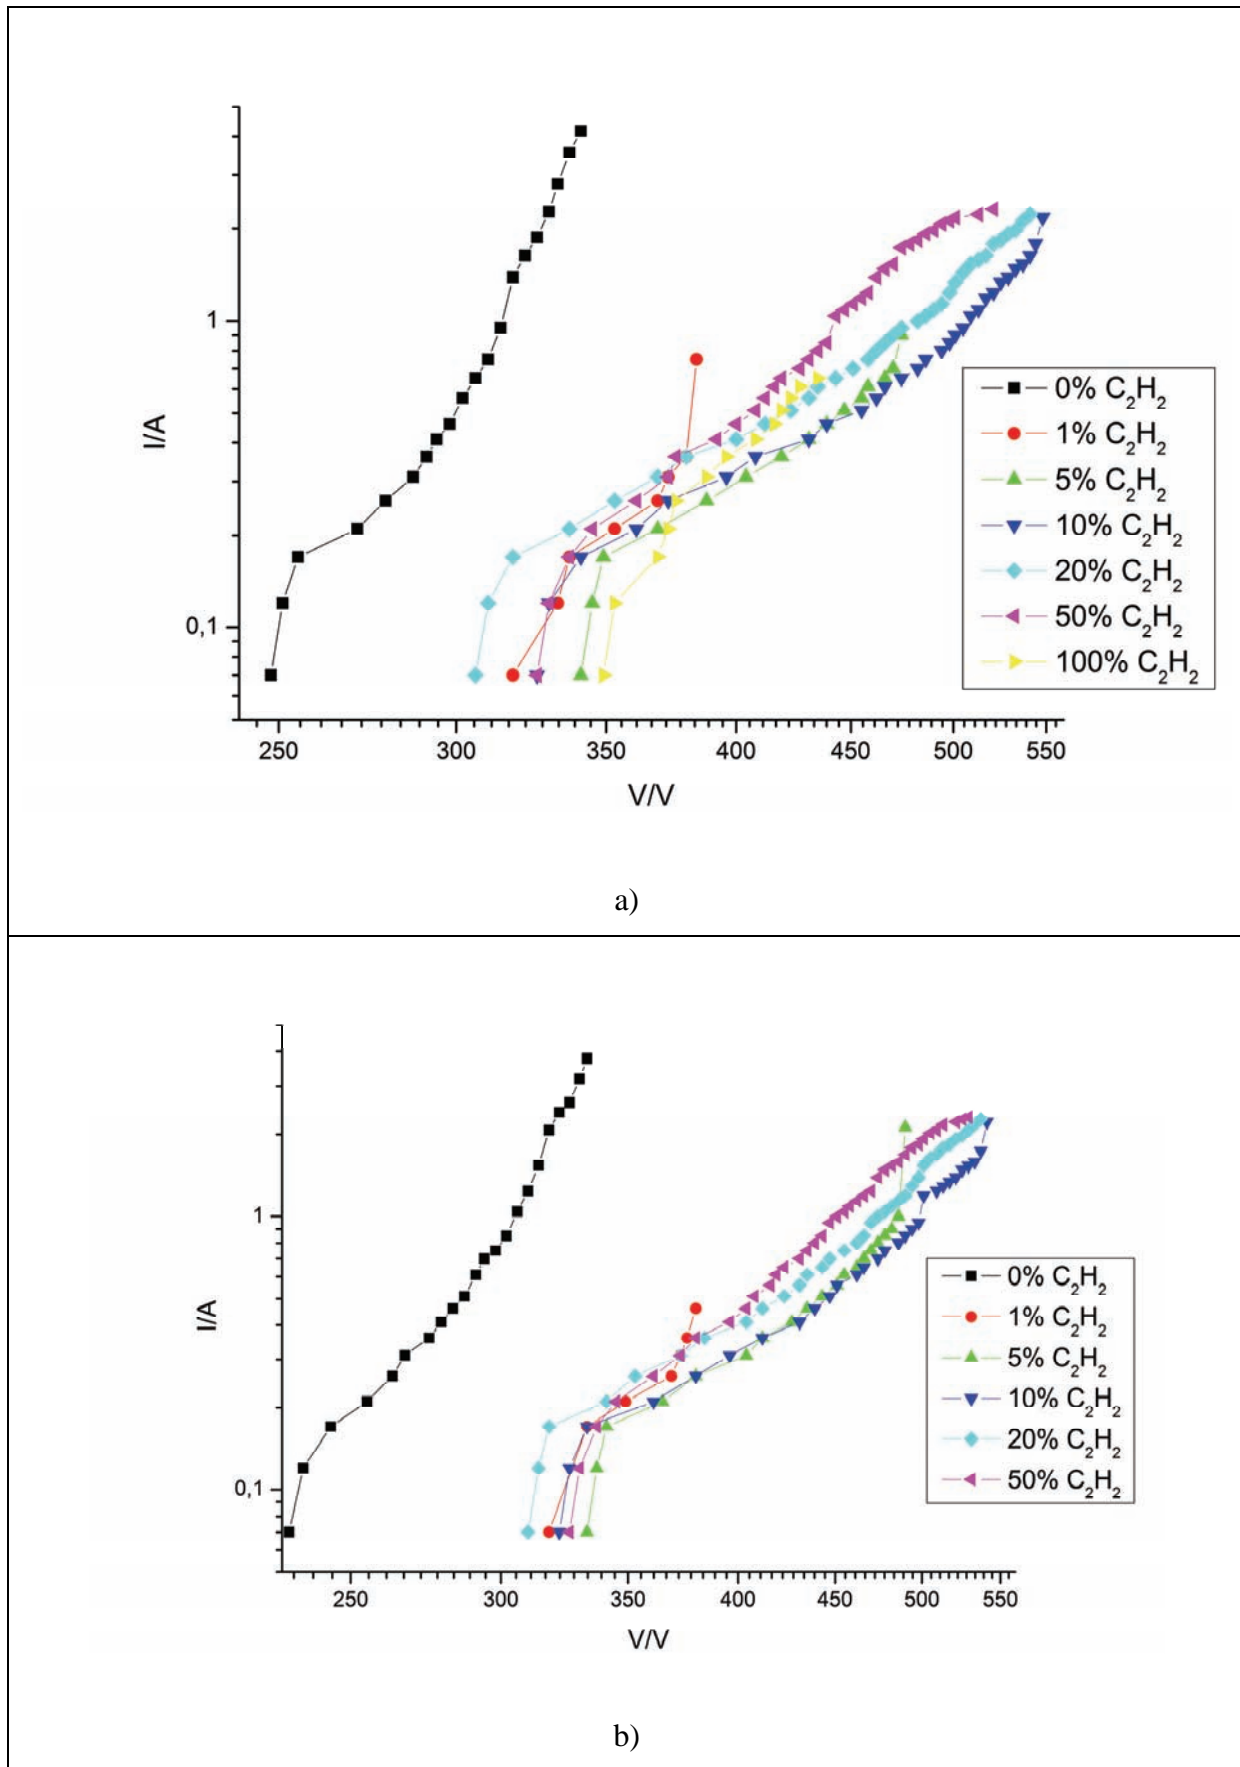 I/A
1
0,1
250 300 350 400 450 500 550
V/V
0% C₂H₂
1% C₂H₂
5% C₂H₂
10% C₂H₂
20% C₂H₂
50% C₂H₂
100% C₂H₂
a)
I/A
1
0,1
250 300 350 400 450 500 550
V/V
0% C₂H₂
1% C₂H₂
5% C₂H₂
10% C₂H₂
20% C₂H₂
50% C₂H₂
b)